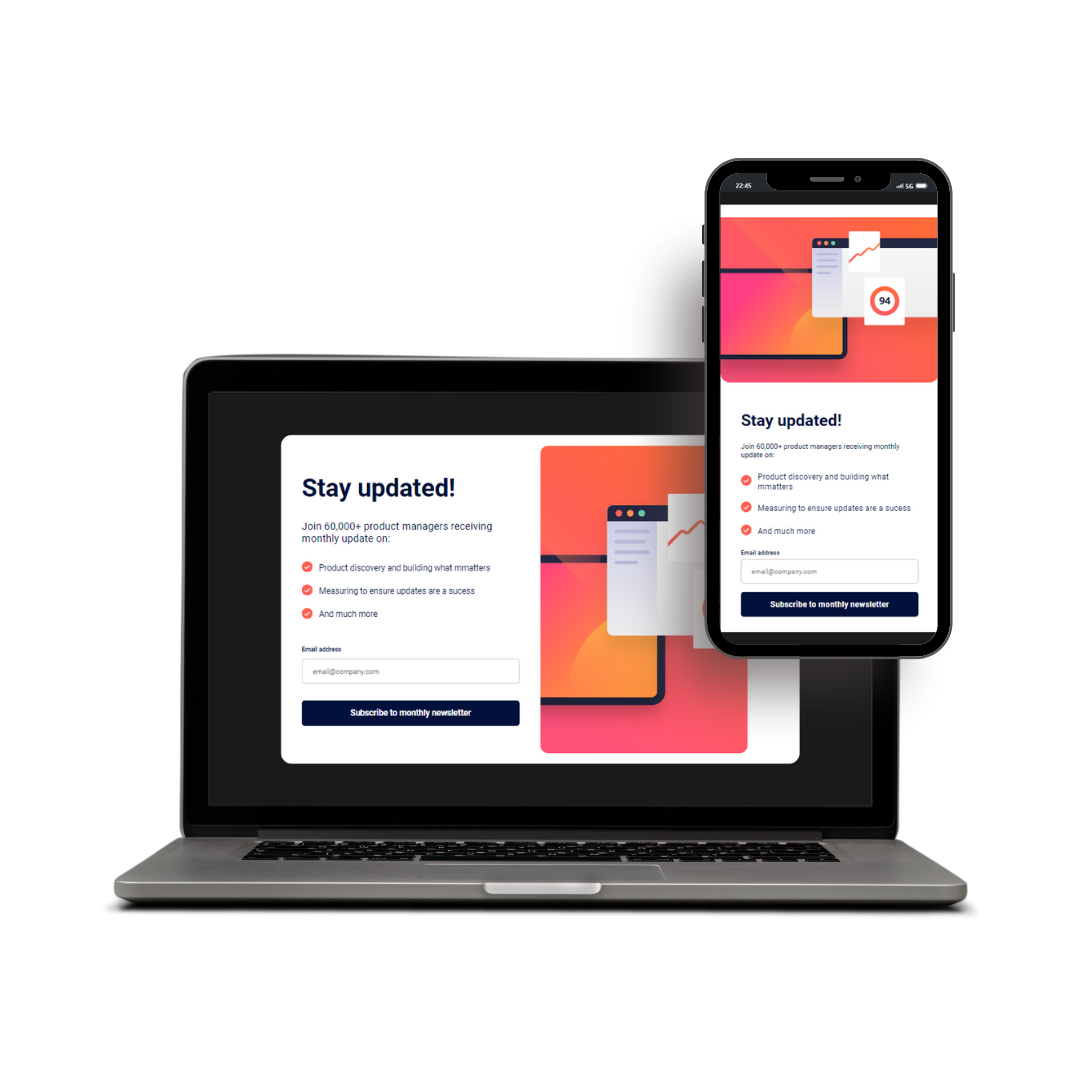 Stay updated!
Join 60,000+ product managers receiving
monthly update on:
Product discovery and building what mmatters
Measuring to ensure updates are a sucess
And much more
Email address
email@company.com
Subscribe to monthly newsletter
22:45
5G
94
Stay updated!
Join 60,000+ product managers receiving monthly
update on:
Product discovery and building what
mmatters
Measuring to ensure updates are a sucess
And much more
Email address
email@company.com
Subscribe to monthly newsletter